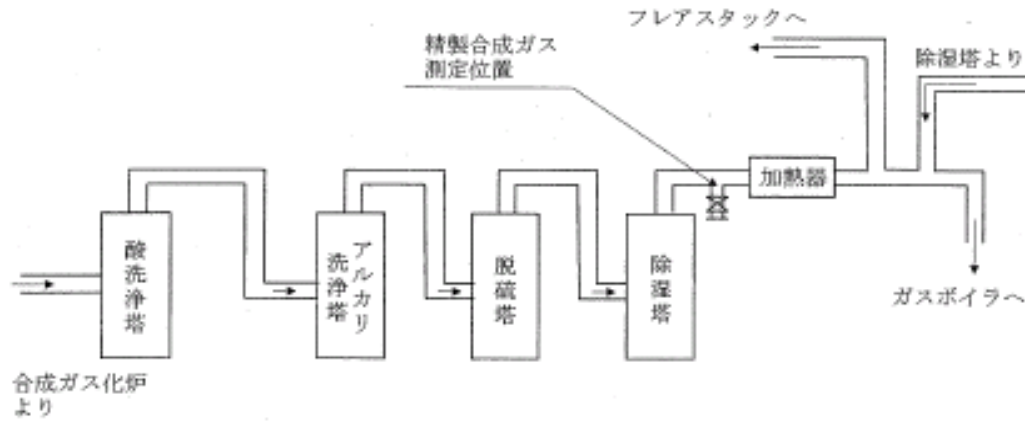 フレアスタックへ
精製合成ガス
測定位置
除湿塔より
加熱器
酸洗浄塔
アルカリ
洗浄塔
脱硫塔
除湿塔
ガスボイラへ
合成ガス化炉
より